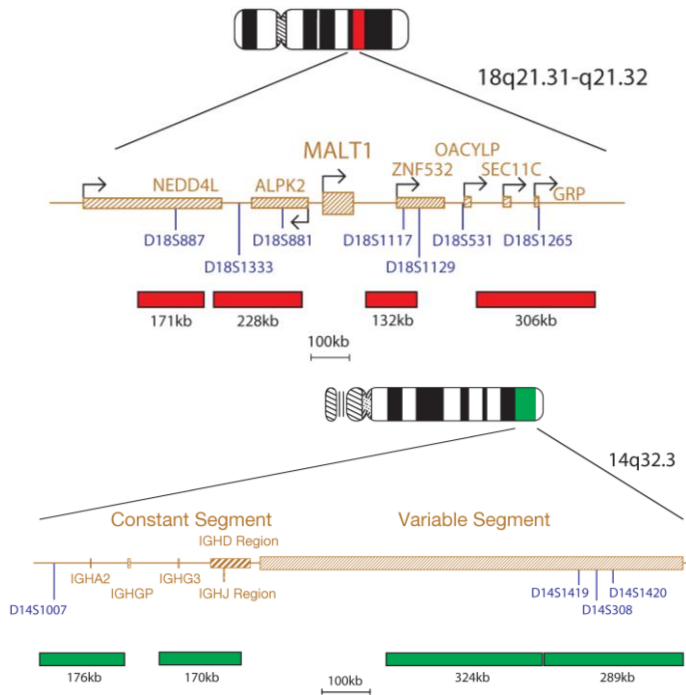 18q21.31-q21.32
MALT1
OACYLP
NEDD4L
ALPK2
ZNF532
SEC11C
GRP
D18S887
D18S881
D18S1117
D18S531
D18S1265
D18S1333
D18S1129
171kb
228kb
132kb
306kb
100kb
14q32.3
Constant Segment
Variable Segment
IGHD Region
IGHA2
IGHG3
IGHGP
IGHJ Region
D14S1007
D14S1419
D14S1420
D14S308
176kb
170kb
324kb
289kb
100kb